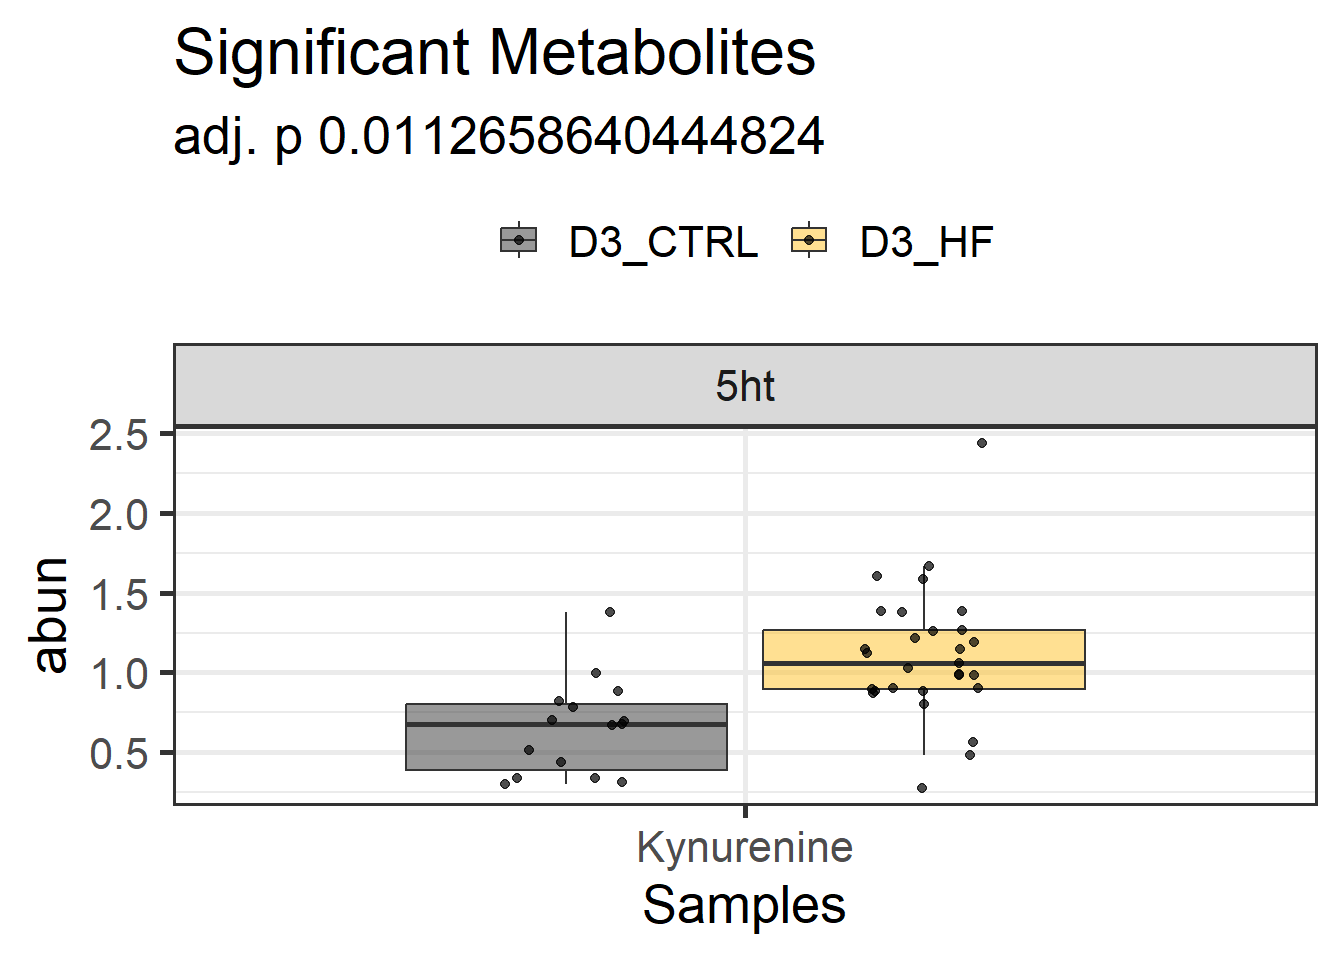 Significant Metabolites
adj. p 0.0112658640444824
D3_CTRL D3_HF
5ht
2.5
2.0
1.5
1.0
0.5
abun
Kynurenine
Samples